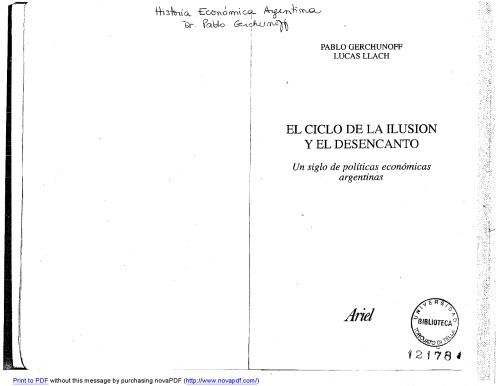 Historia Económica Argentina
Dr. Pablo Gerchunoff
PABLO GERCHUNOFF
LUCAS LLACH
EL CICLO DE LA ILUSION
Y EL DESENCANTO
Un siglo de políticas económicas
argentinas
Ariel
UNIVERSIDAD
BIBLIOTECA
TORCUATO DI TELLA
12178
Print to PDF without this message by purchasing novaPDF (http://www.novapdf.com/)